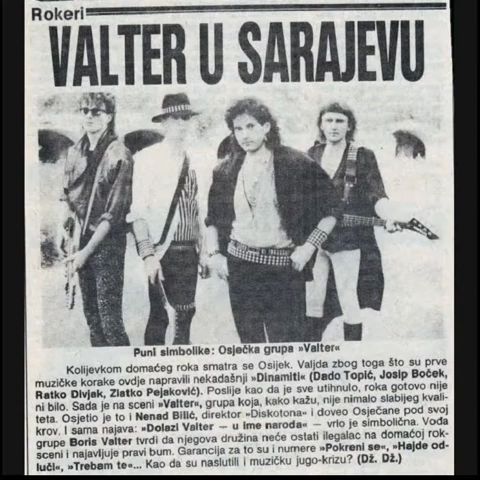 Rokeri
VALTER U SARAJEVU
Puni simbolike: Osječka grupa »Valter«
Kolijevkom domaćeg roka smatra se Osijek. Valjda zbog toga što su prve
muzičke korake ovdje napravili nekadašnji »Dinamiti« (Dado Topić, Josip Boček,
Ratko Divjak, Zlatko Pejaković). Poslije kao da je sve utihnulo, roka gotovo nije
ni bilo. Sada je na sceni »Valter«, grupa koja, kako kažu, nije nimalo slabijeg kvali-
teta. Osjetio je to i Nenad Bilić, direktor »Diskotona« i doveo Osječane pod svoj
krov. I sama najava: »Dolazi Valter — u ime naroda« — vrlo je simbolična. Vođa
grupe Boris Valter tvrdi da njegova družina neće ostati ilegalac na domaćoj rok-
sceni i najavljuje pravi bum. Garancija za to su i numere »Pokreni se«, »Hajde od-
luči«, »Trebam te«... Kao da su naslutili i muzičku jugo-krizu? (Dž. Dž.)